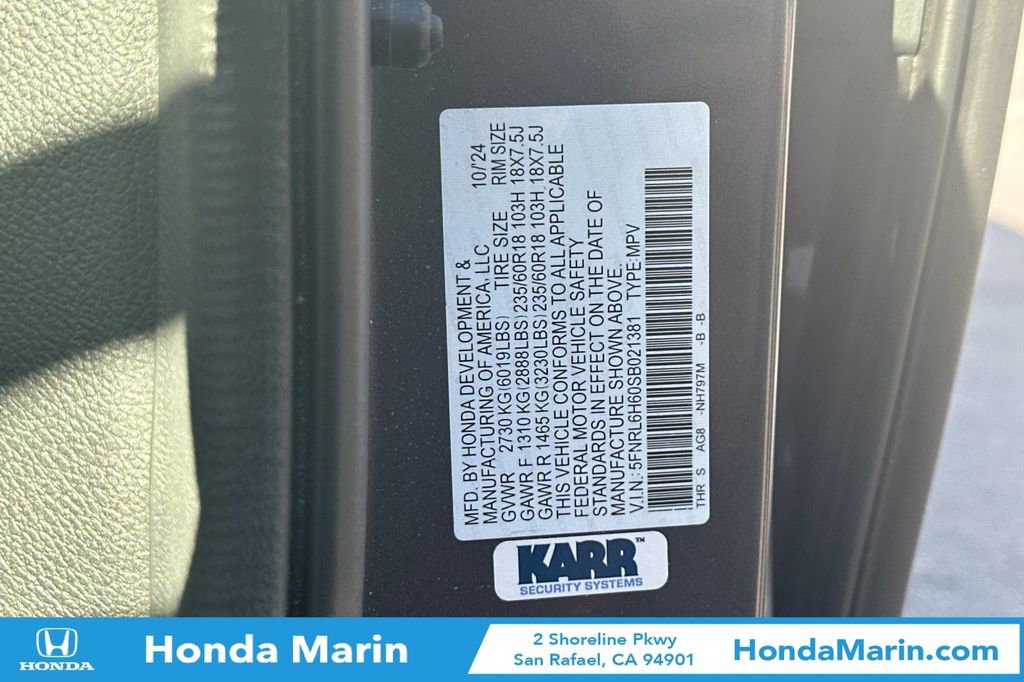 MFD. BY HONDA DEVELOPMENT &
MANUFACTURING OF AMERICA, LLC 10/'24
GVWR 2730 KG(6019LBS) TIRE SIZE RIM SIZE
GAWR F 1310 KG(2888LBS)235/60R18 103H 18X7.5J
GAWR R 1465 KG(3230LBS)235/60R18 103H 18X7.5J
THIS VEHICLE CONFORMS TO ALL APPLICABLE
FEDERAL MOTOR VEHICLE SAFETY
STANDARDS IN EFFECT ON THE DATE OF
MANUFACTURE SHOWN ABOVE.
V.I.N.: 5FNRL6H60SB021381 TYPE:MPV
THR S AG8 -NH797M -B -B
KARR™
SECURITY SYSTEMS
HONDA
Honda Marin
2 Shoreline Pkwy
San Rafael, CA 94901
HondaMarin.com